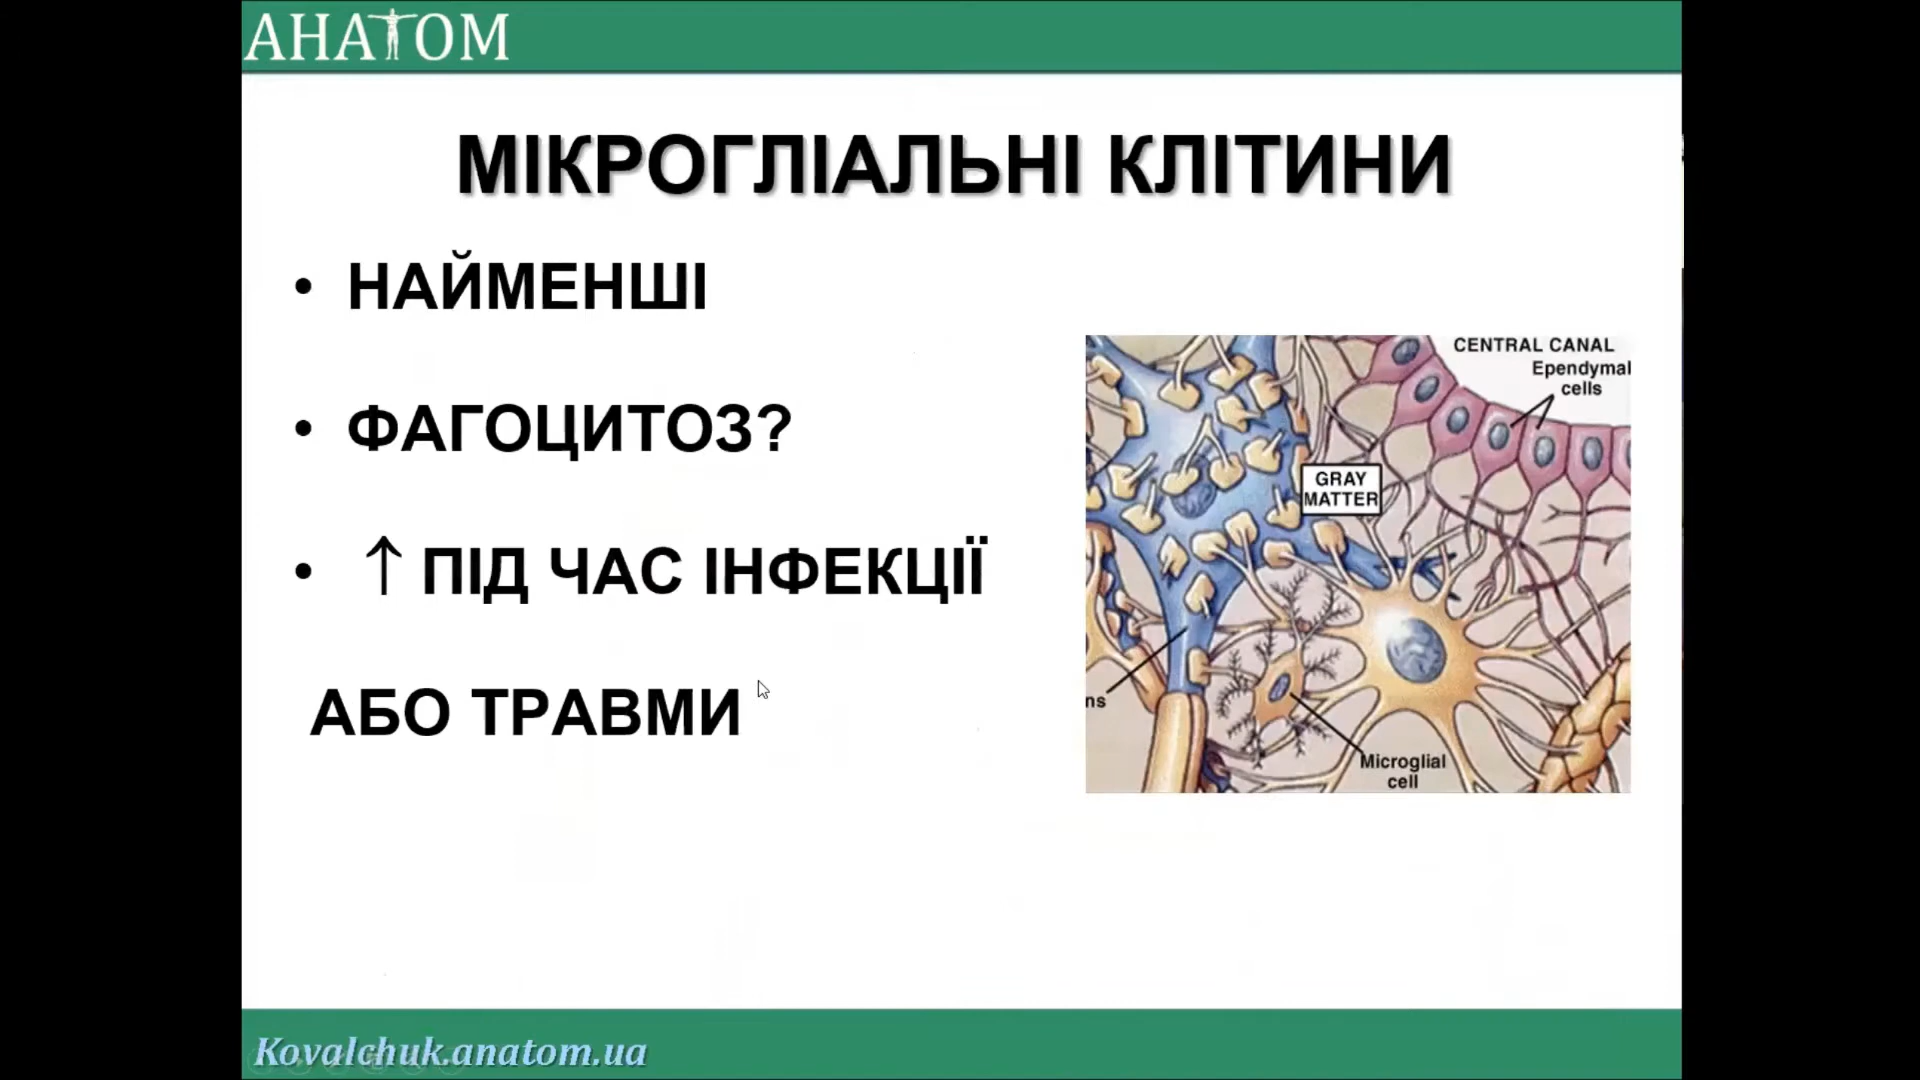 АНАТОМ
МІКРОГЛІАЛЬНІ КЛІТИНИ
• НАЙМЕНШІ
• ФАГОЦИТОЗ?
• ↑ ПІД ЧАС ІНФЕКЦІЇ
АБО ТРАВМИ
CENTRAL CANAL
Ependymal
cells
GRAY
MATTER
ns
Microglial
cell
Kovalchuk.anatom.ua